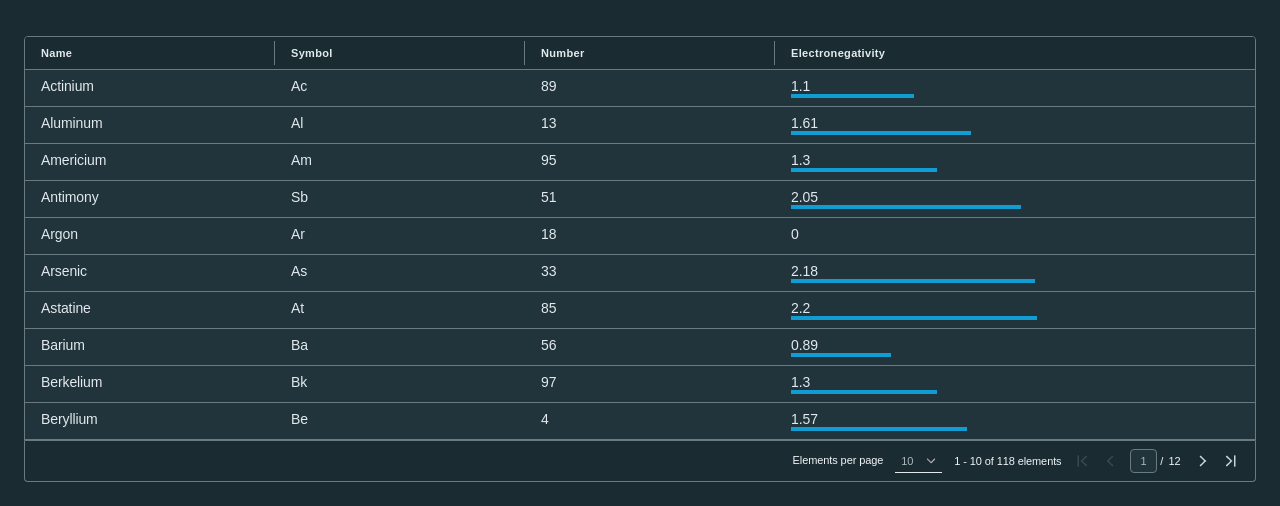 Name Symbol Number Electronegativity
Actinium Ac 89 1.1
Aluminum Al 13 1.61
Americium Am 95 1.3
Antimony Sb 51 2.05
Argon Ar 18 0
Arsenic As 33 2.18
Astatine At 85 2.2
Barium Ba 56 0.89
Berkelium Bk 97 1.3
Beryllium Be 4 1.57
Elements per page 10 1 - 10 of 118 elements 1 / 12